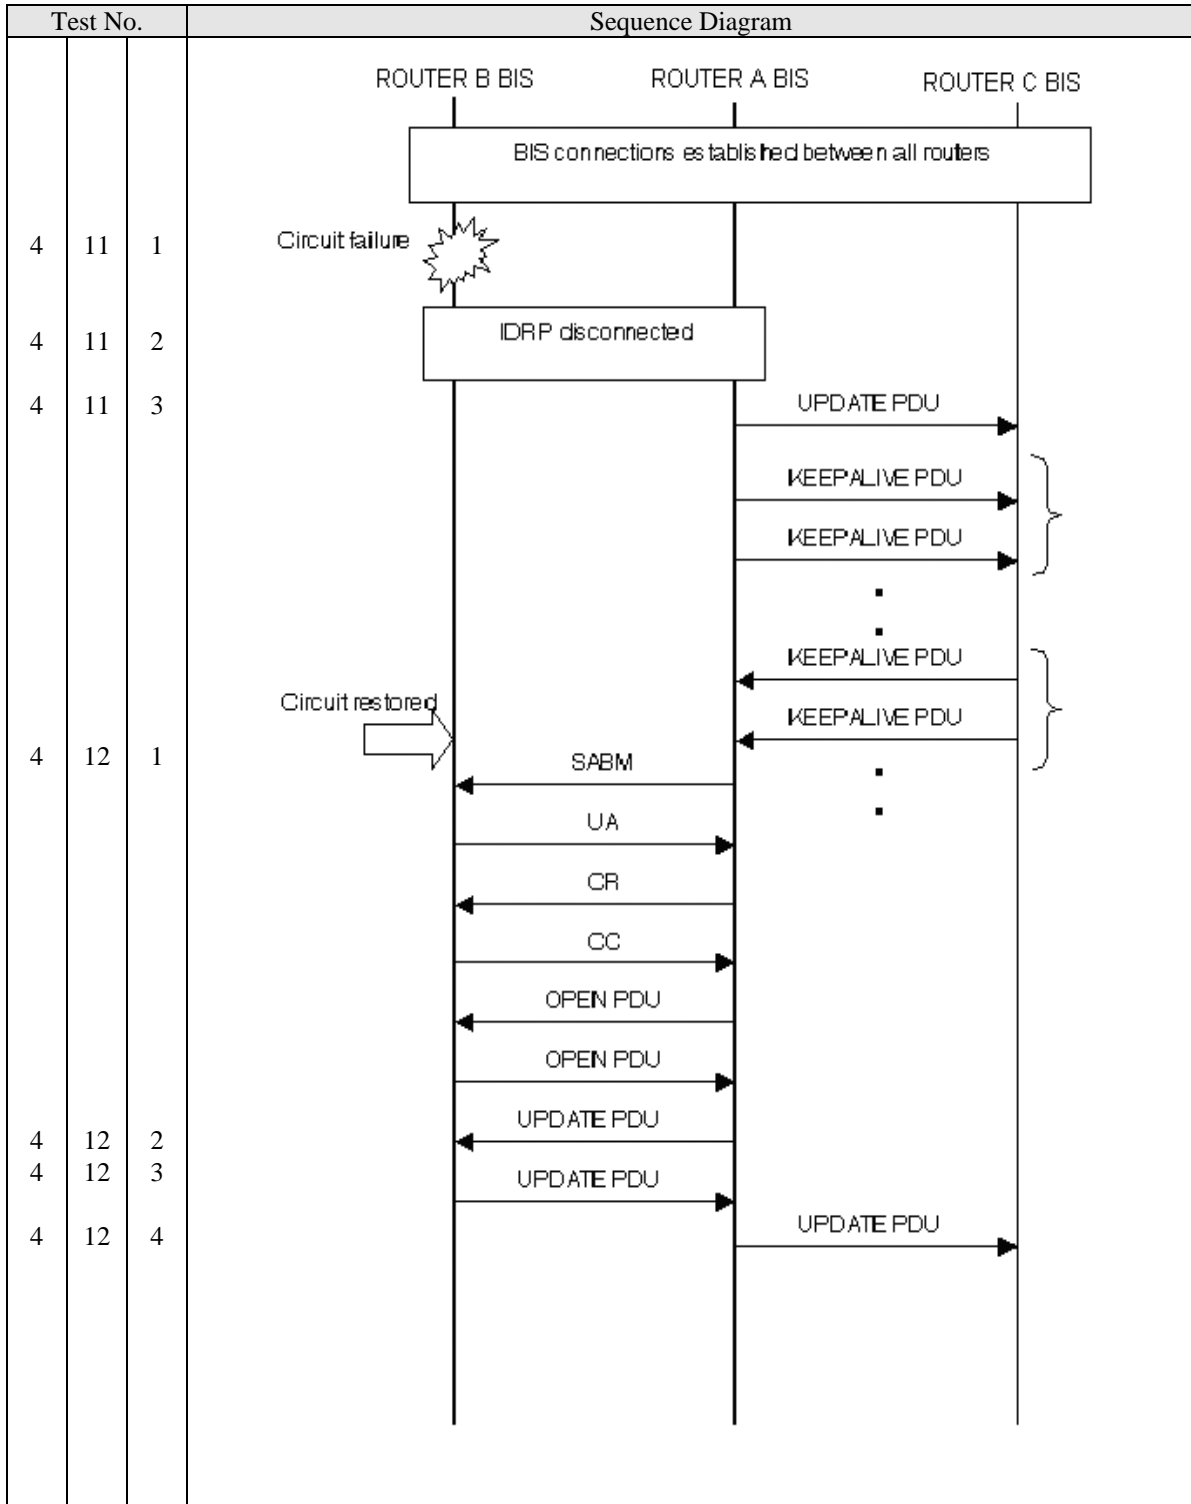 Test No. Sequence Diagram
ROUTER B BIS ROUTER A BIS ROUTER C BIS
BIS connections established between all routers
4 11 1 Circuit failure
4 11 2 IDRP disconnected
4 11 3 UPDATE PDU
KEEPALIVE PDU
KEEPALIVE PDU
KEEPALIVE PDU
Circuit restored
KEEPALIVE PDU
4 12 1 SABM
UA
CR
CC
OPEN PDU
OPEN PDU
4 12 2 UPDATE PDU
4 12 3 UPDATE PDU
4 12 4 UPDATE PDU